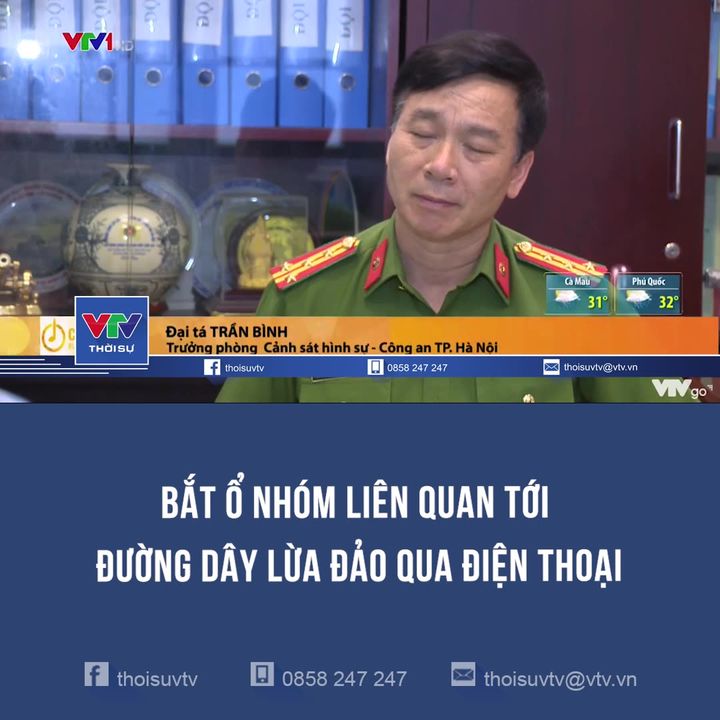 VTV1 HD
Cà Mau
31°
Phú Quốc
32°
VTV
THỜI SỰ
Đại tá TRẦN BÌNH
Trưởng phòng Cảnh sát hình sự - Công an TP. Hà Nội
thoisuvtv
0858 247 247
thoisuvtv@vtv.vn
VTVgo
BẮT Ổ NHÓM LIÊN QUAN TỚI
ĐƯỜNG DÂY LỪA ĐẢO QUA ĐIỆN THOẠI
thoisuvtv
0858 247 247
thoisuvtv@vtv.vn